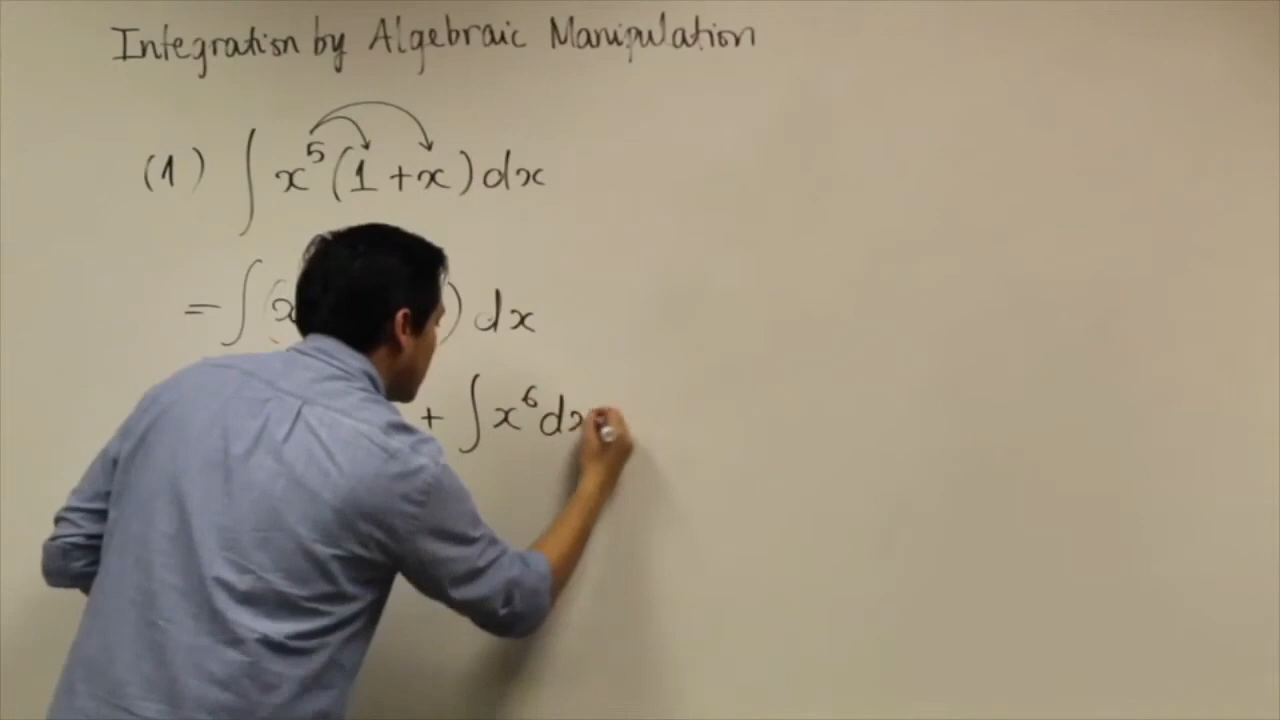 Integration by Algebraic Manipulation
(1) ∫ x⁵(1 + x) dx
= ∫ (x ) dx
+ ∫ x⁶ dx